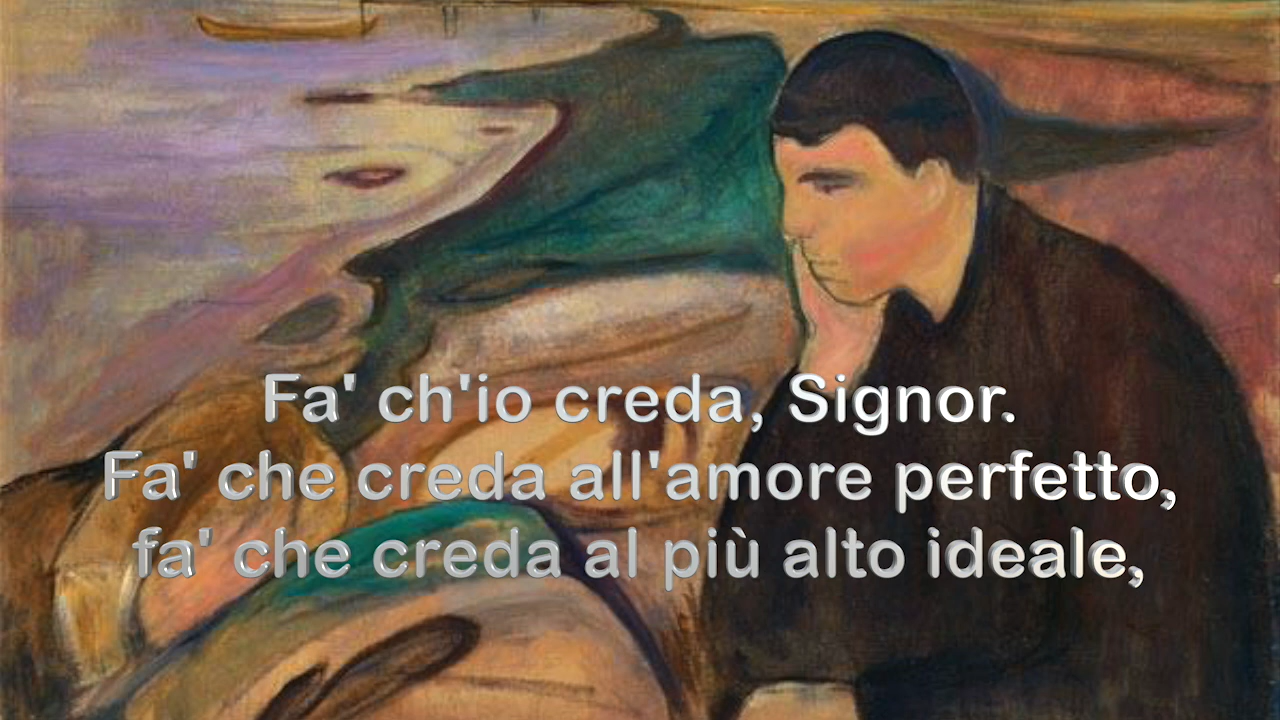 Fa' ch'io creda, Signor.
Fa' che creda all'amore perfetto,
fa' che creda al più alto ideale,